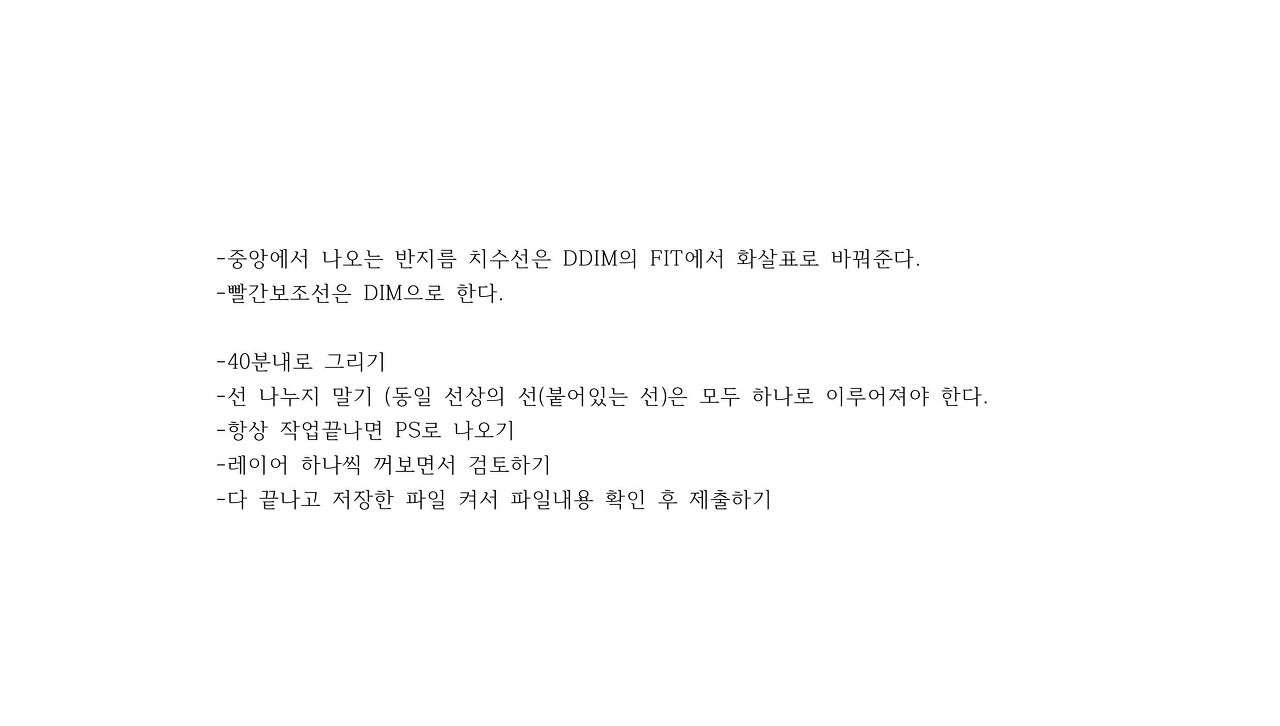 -중앙에서 나오는 반지름 치수선은 DDIM의 FIT에서 화살표로 바꿔준다.
-빨간보조선은 DIM으로 한다.
-40분내로 그리기
-선 나누지 말기 (동일 선상의 선(붙어있는 선)은 모두 하나로 이루어져야 한다.
-항상 작업끝나면 PS로 나오기
-레이어 하나씩 꺼보면서 검토하기
-다 끝나고 저장한 파일 켜서 파일내용 확인 후 제출하기